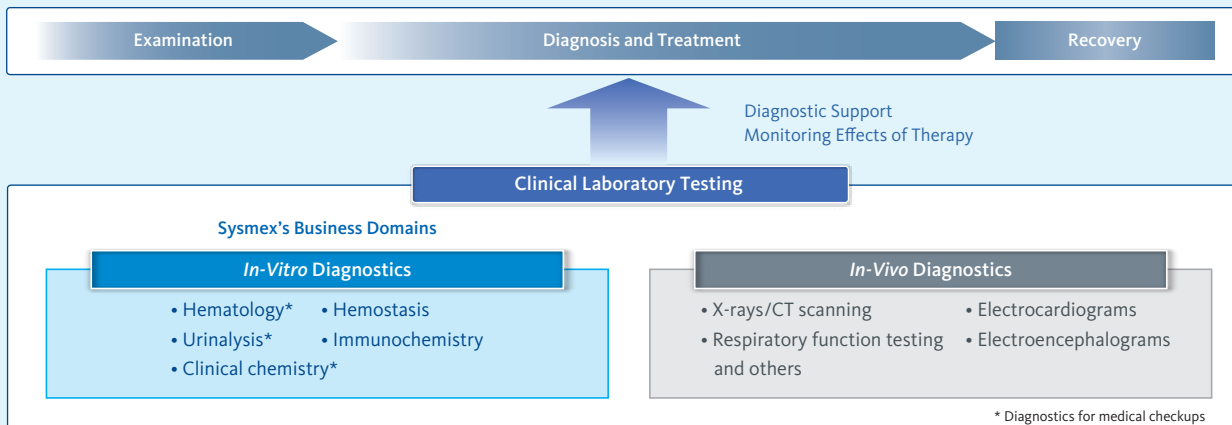 Examination
Diagnosis and Treatment
Recovery
Diagnostic Support
Monitoring Effects of Therapy
Clinical Laboratory Testing
Sysmex's Business Domains
In-Vitro Diagnostics
• Hematology* • Hemostasis
• Urinalysis* • Immunochemistry
• Clinical chemistry*
In-Vivo Diagnostics
• X-rays/CT scanning • Electrocardiograms
• Respiratory function testing • Electroencephalograms
and others
* Diagnostics for medical checkups